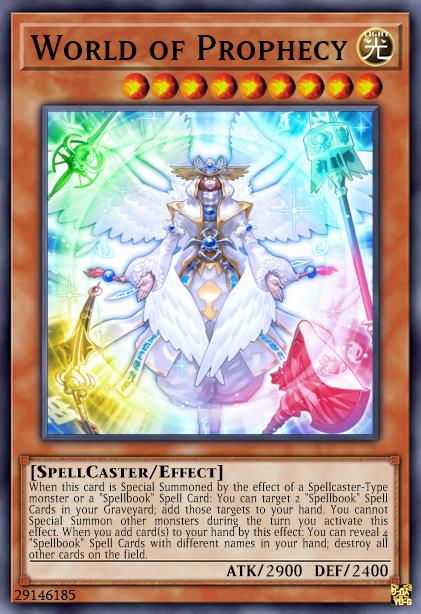 World of Prophecy
LIGHT
光
[SpellCaster/Effect]
When this card is Special Summoned by the effect of a Spellcaster-Type
monster or a "Spellbook" Spell Card: You can target 2 "Spellbook" Spell
Cards in your Graveyard; add those targets to your hand. You cannot
Special Summon other monsters during the turn you activate this
effect. When you add card(s) to your hand by this effect: You can reveal 4
"Spellbook" Spell Cards with different names in your hand; destroy all
other cards on the field.
ATK/2900 DEF/2400
29146185